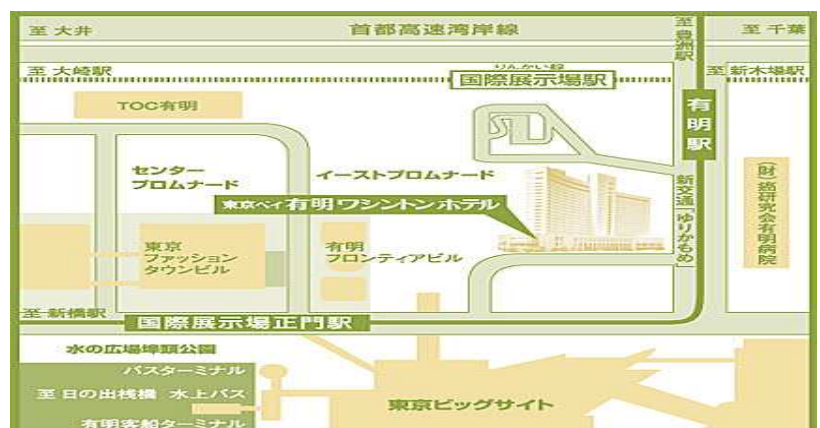 至 大井
首都高速湾岸線
至 豊洲駅
至 千葉
至 大崎駅
りんかい線
国際展示場駅
至 新木場駅
TOC有明
有明駅
センター
プロムナード
イーストプロムナード
東京ベイ有明ワシントンホテル
新交通「ゆりかもめ」
(財)癌研究会有明病院
東京
ファッション
タウンビル
有明
フロンティアビル
至 新橋駅
国際展示場正門駅
水の広場埠頭公園
バスターミナル
至 日の出桟橋 水上バス
有明客船ターミナル
東京ビッグサイト